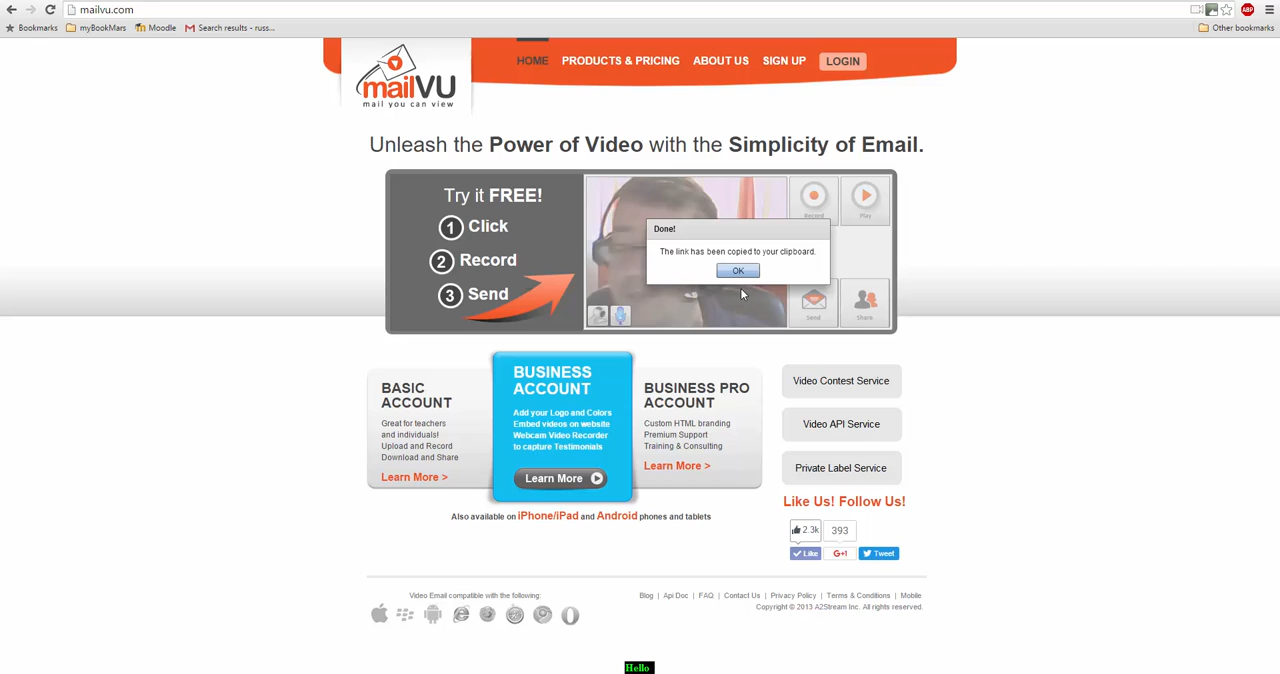 mailvu.com
Bookmarks
myBookMars
Moodle
Search results - russ...
Other bookmarks
ABP
mailVU
mail you can view
HOME
PRODUCTS & PRICING
ABOUT US
SIGN UP
LOGIN
Unleash the Power of Video with the Simplicity of Email.
Try it FREE!
1 Click
2 Record
3 Send
Record
Play
Done!
The link has been copied to your clipboard.
OK
Send
Share
BASIC
ACCOUNT
Great for teachers
and individuals!
Upload and Record
Download and Share
Learn More >
BUSINESS
ACCOUNT
Add your Logo and Colors
Embed videos on website
Webcam Video Recorder
to capture Testimonials
Learn More
BUSINESS PRO
ACCOUNT
Custom HTML branding
Premium Support
Training & Consulting
Learn More >
Video Contest Service
Video API Service
Private Label Service
Also available on iPhone/iPad and Android phones and tablets
Like Us! Follow Us!
2.3k
393
Like
G+1
Tweet
Video Email compatible with the following:
Blog | Api Doc | FAQ | Contact Us | Privacy Policy | Terms & Conditions | Mobile
Copyright © 2013 A2Stream Inc. All rights reserved.
Hello